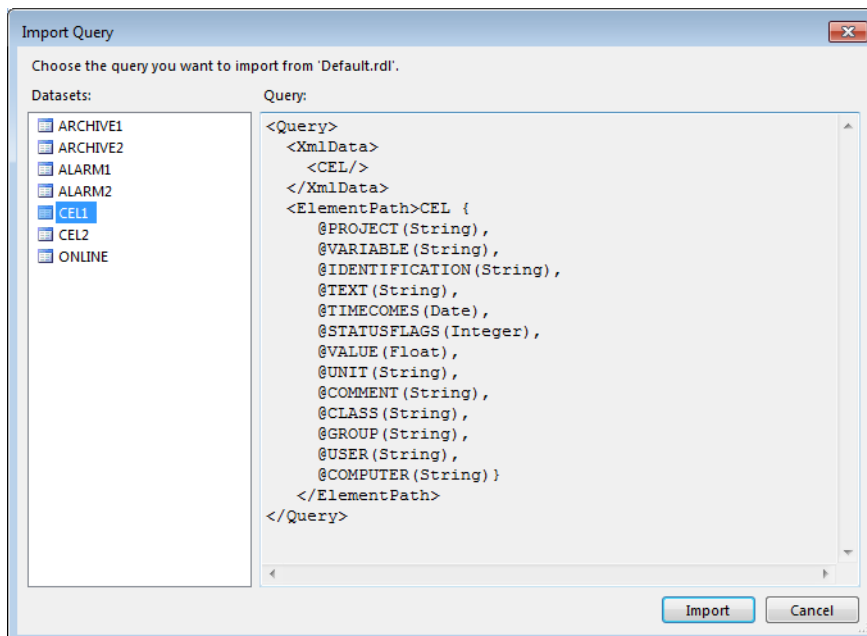 Import Query
Choose the query you want to import from 'Default.rdl'.
Datasets:
ARCHIVE1
ARCHIVE2
ALARM1
ALARM2
CEL1
CEL2
ONLINE
Query:
<Query>
  <XmlData>
    <CEL/>
  </XmlData>
  <ElementPath>CEL {
     @PROJECT(String),
     @VARIABLE(String),
     @IDENTIFICATION(String),
     @TEXT(String),
     @TIMECOMES(Date),
     @STATUSFLAGS(Integer),
     @VALUE(Float),
     @UNIT(String),
     @COMMENT(String),
     @CLASS(String),
     @GROUP(String),
     @USER(String),
     @COMPUTER(String)}
   </ElementPath>
</Query>
Import
Cancel